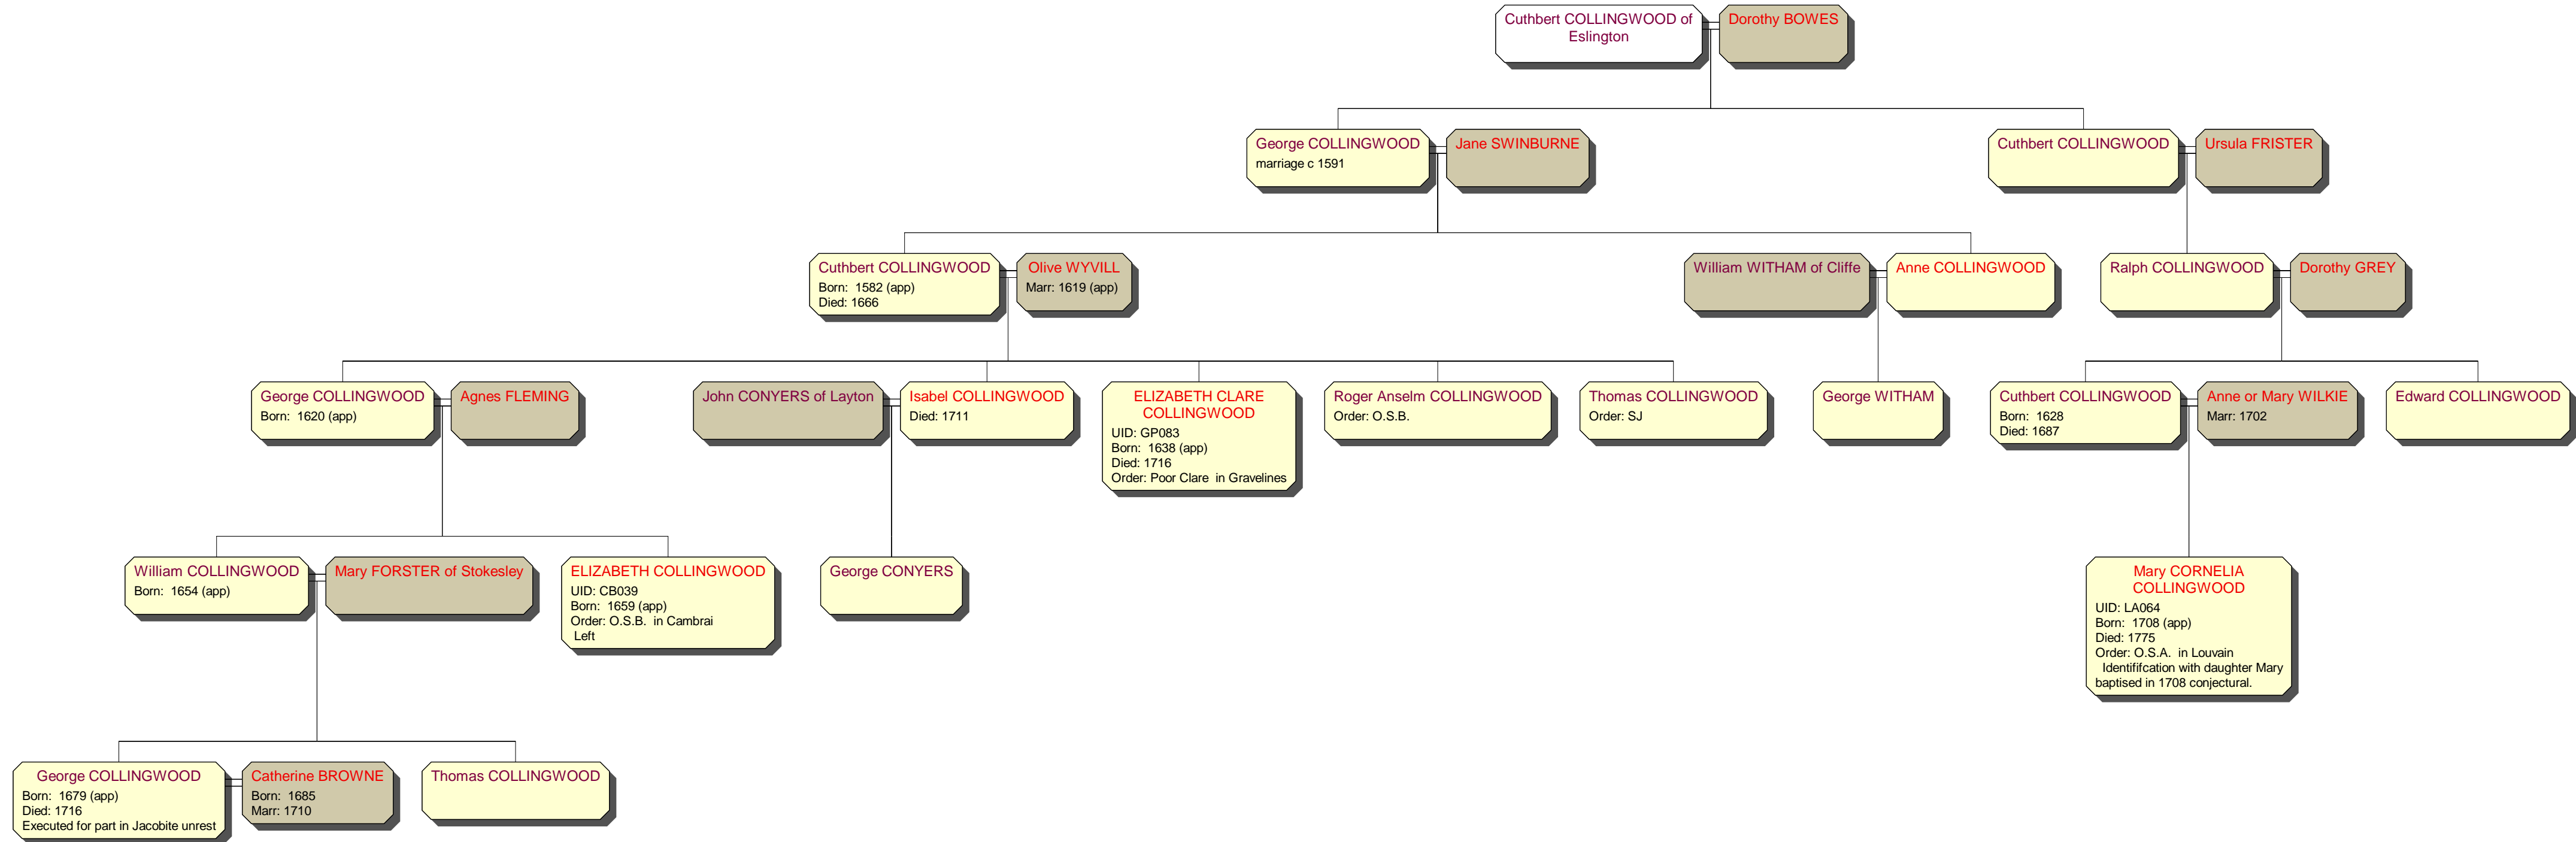 Cuthbert COLLINGWOOD of
Eslington
Dorothy BOWES
George COLLINGWOOD
marriage c 1591
Jane SWINBURNE
Cuthbert COLLINGWOOD
Ursula FRISTER
Cuthbert COLLINGWOOD
Born: 1582 (app)
Died: 1666
Olive WYVILL
Marr: 1619 (app)
William WITHAM of Cliffe
Anne COLLINGWOOD
Ralph COLLINGWOOD
Dorothy GREY
George COLLINGWOOD
Born: 1620 (app)
Agnes FLEMING
John CONYERS of Layton
Isabel COLLINGWOOD
Died: 1711
ELIZABETH CLARE
COLLINGWOOD
UID: GP083
Born: 1638 (app)
Died: 1716
Order: Poor Clare in Gravelines
Roger Anselm COLLINGWOOD
Order: O.S.B.
Thomas COLLINGWOOD
Order: SJ
George WITHAM
Cuthbert COLLINGWOOD
Born: 1628
Died: 1687
Anne or Mary WILKIE
Marr: 1702
Edward COLLINGWOOD
William COLLINGWOOD
Born: 1654 (app)
Mary FORSTER of Stokesley
ELIZABETH COLLINGWOOD
UID: CB039
Born: 1659 (app)
Order: O.S.B. in Cambrai
Left
George CONYERS
Mary CORNELIA
COLLINGWOOD
UID: LA064
Born: 1708 (app)
Died: 1775
Order: O.S.A. in Louvain
Identififcation with daughter Mary
baptised in 1708 conjectural.
George COLLINGWOOD
Born: 1679 (app)
Died: 1716
Executed for part in Jacobite unrest
Catherine BROWNE
Born: 1685
Marr: 1710
Thomas COLLINGWOOD